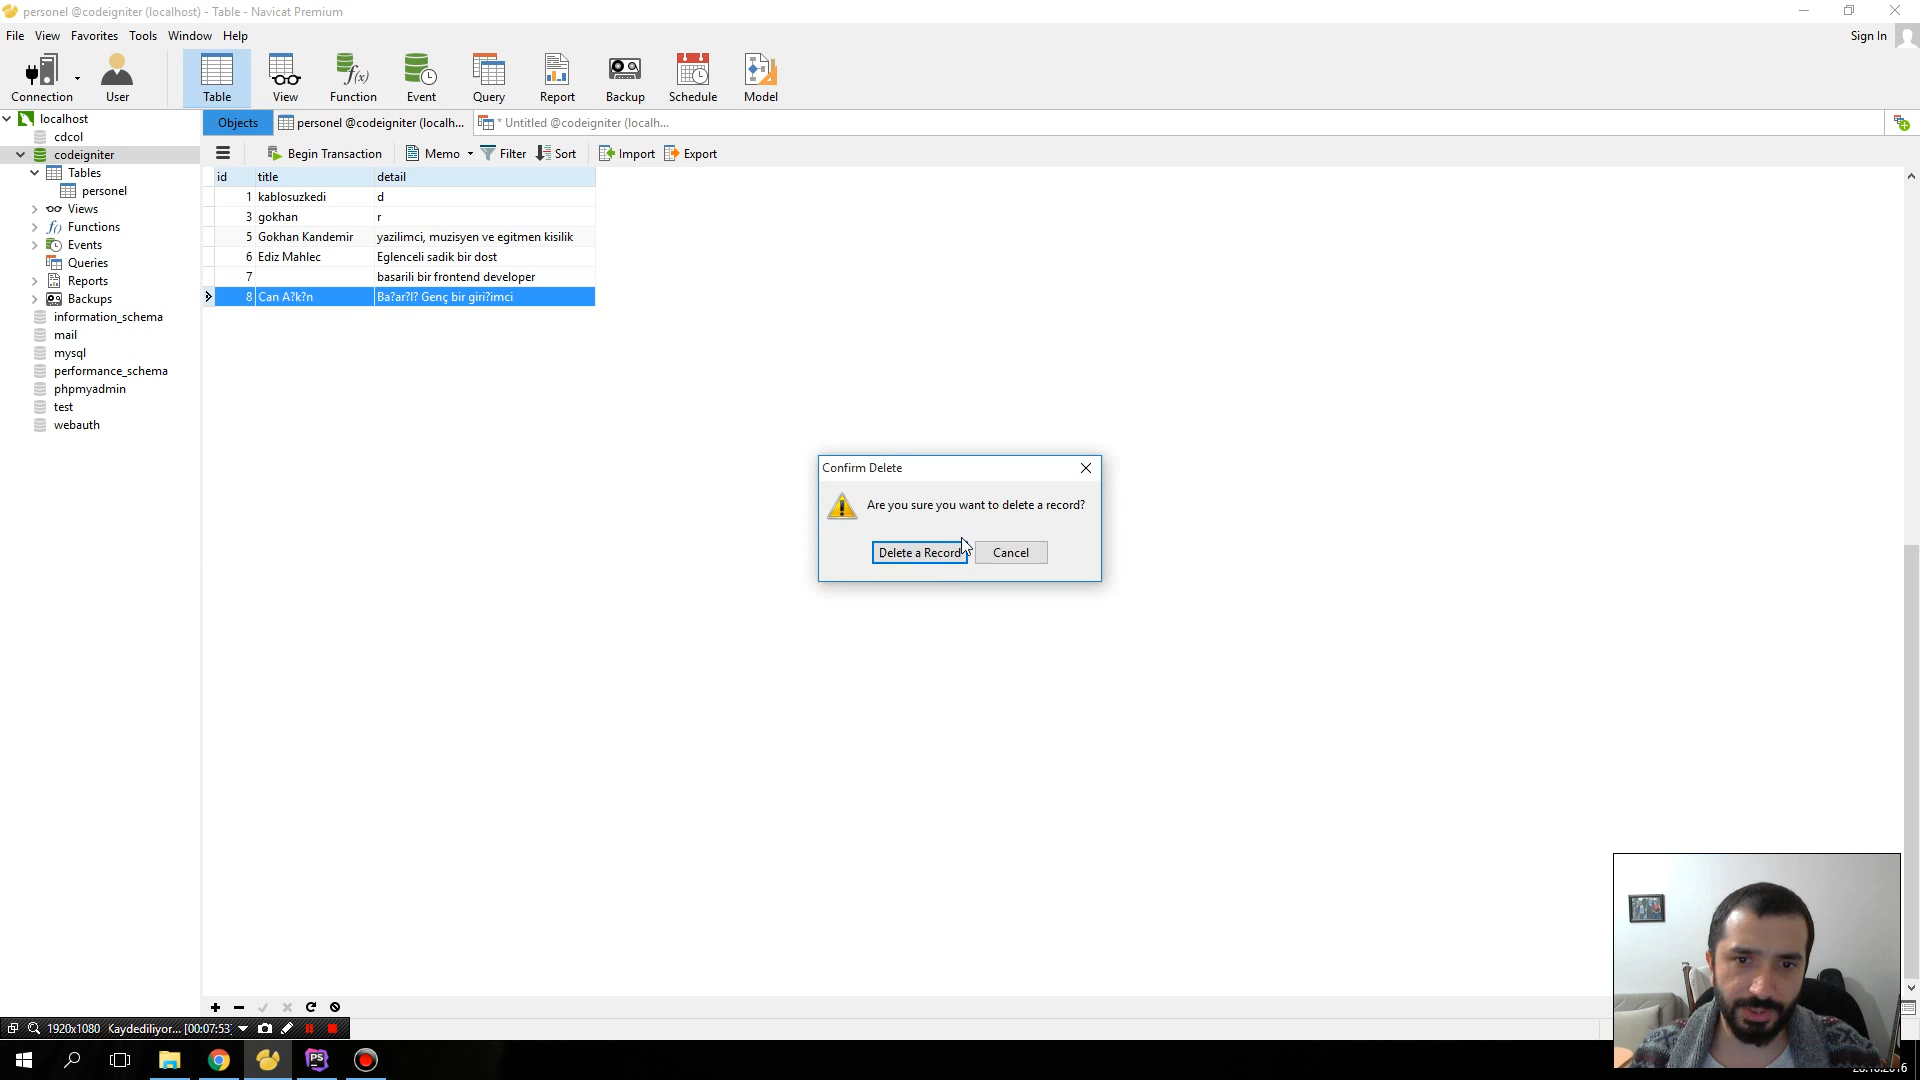 personel @codeigniter (localhost) - Table - Navicat Premium
File View Favorites Tools Window Help
Sign In
Connection User Table View Function Event Query Report Backup Schedule Model
Objects personel @codeigniter (localh... * Untitled @codeigniter (localh...
Begin Transaction Memo Filter Sort Import Export
localhost
cdcol
codeigniter
Tables
personel
Views
Functions
Events
Queries
Reports
Backups
information_schema
mail
mysql
performance_schema
phpmyadmin
test
webauth
id title detail
1 kablosuzkedi d
3 gokhan r
5 Gokhan Kandemir yazilimci, muzisyen ve egitmen kisilik
6 Ediz Mahlec Eglenceli sadik bir dost
7 basarili bir frontend developer
8 Can A?k?n Ba?ar?l? Genç bir giri?imci
Confirm Delete
Are you sure you want to delete a record?
Delete a Record Cancel
1920x1080 Kaydediliyor... [00:07:53]
PS